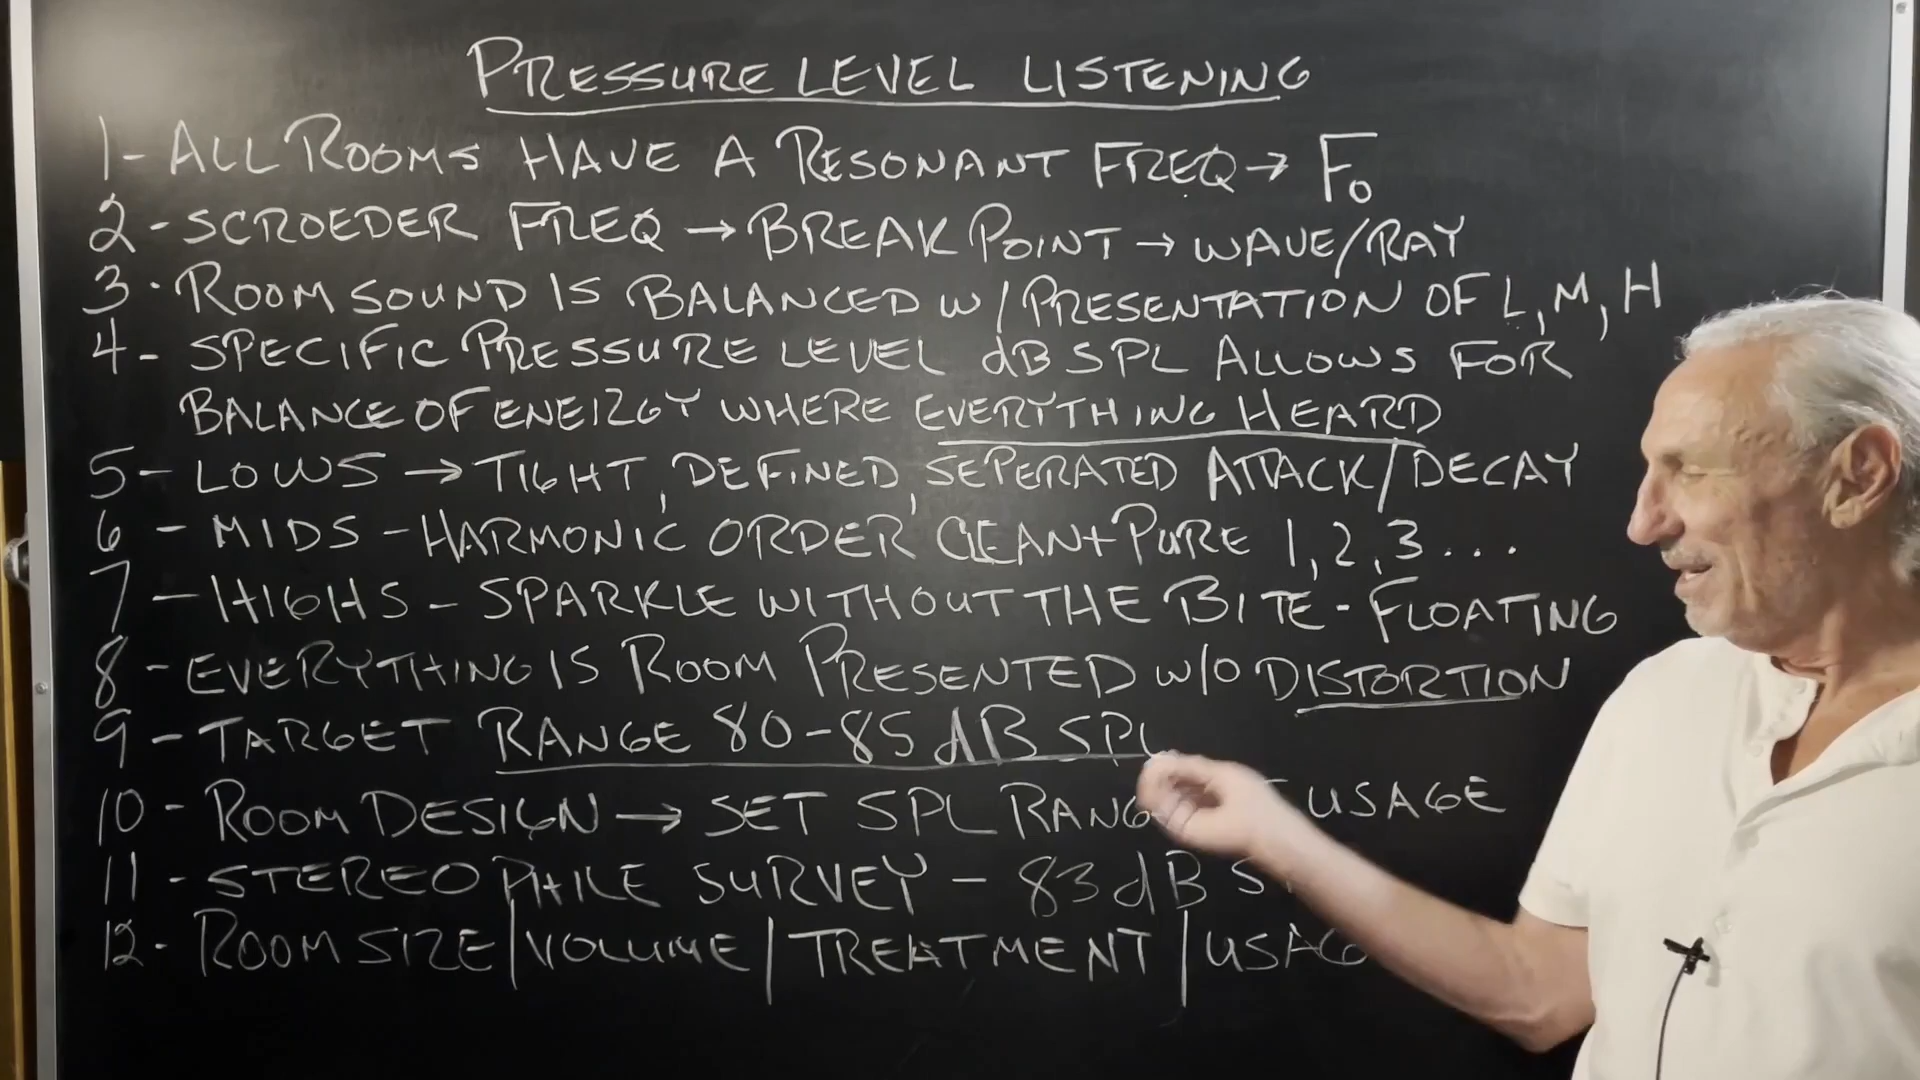 PRESSURE LEVEL LISTENING
1- ALL ROOMS HAVE A RESONANT FREQ → F₀
2- SCROEDER FREQ → BREAK POINT → WAVE/RAY
3- ROOM SOUND IS BALANCED W/PRESENTATION OF L, M, H
4- SPECIFIC PRESSURE LEVEL dB SPL ALLOWS FOR
BALANCE OF ENERGY WHERE EVERYTHING HEARD
5- LOWS → TIGHT, DEFINED, SEPERATED ATTACK/DECAY
6 - MIDS - HARMONIC ORDER CLEAN + PURE 1, 2, 3...
7 - HIGHS - SPARKLE WITHOUT THE BITE - FLOATING
8 - EVERYTHING IS ROOM PRESENTED W/O DISTORTION
9 - TARGET RANGE 80-85 dB SPL
10 - ROOM DESIGN → SET SPL USAGE
11 - STEREOPHILE SURVEY - 83 dB
12- ROOM SIZE | VOLUME | TREATMENT |